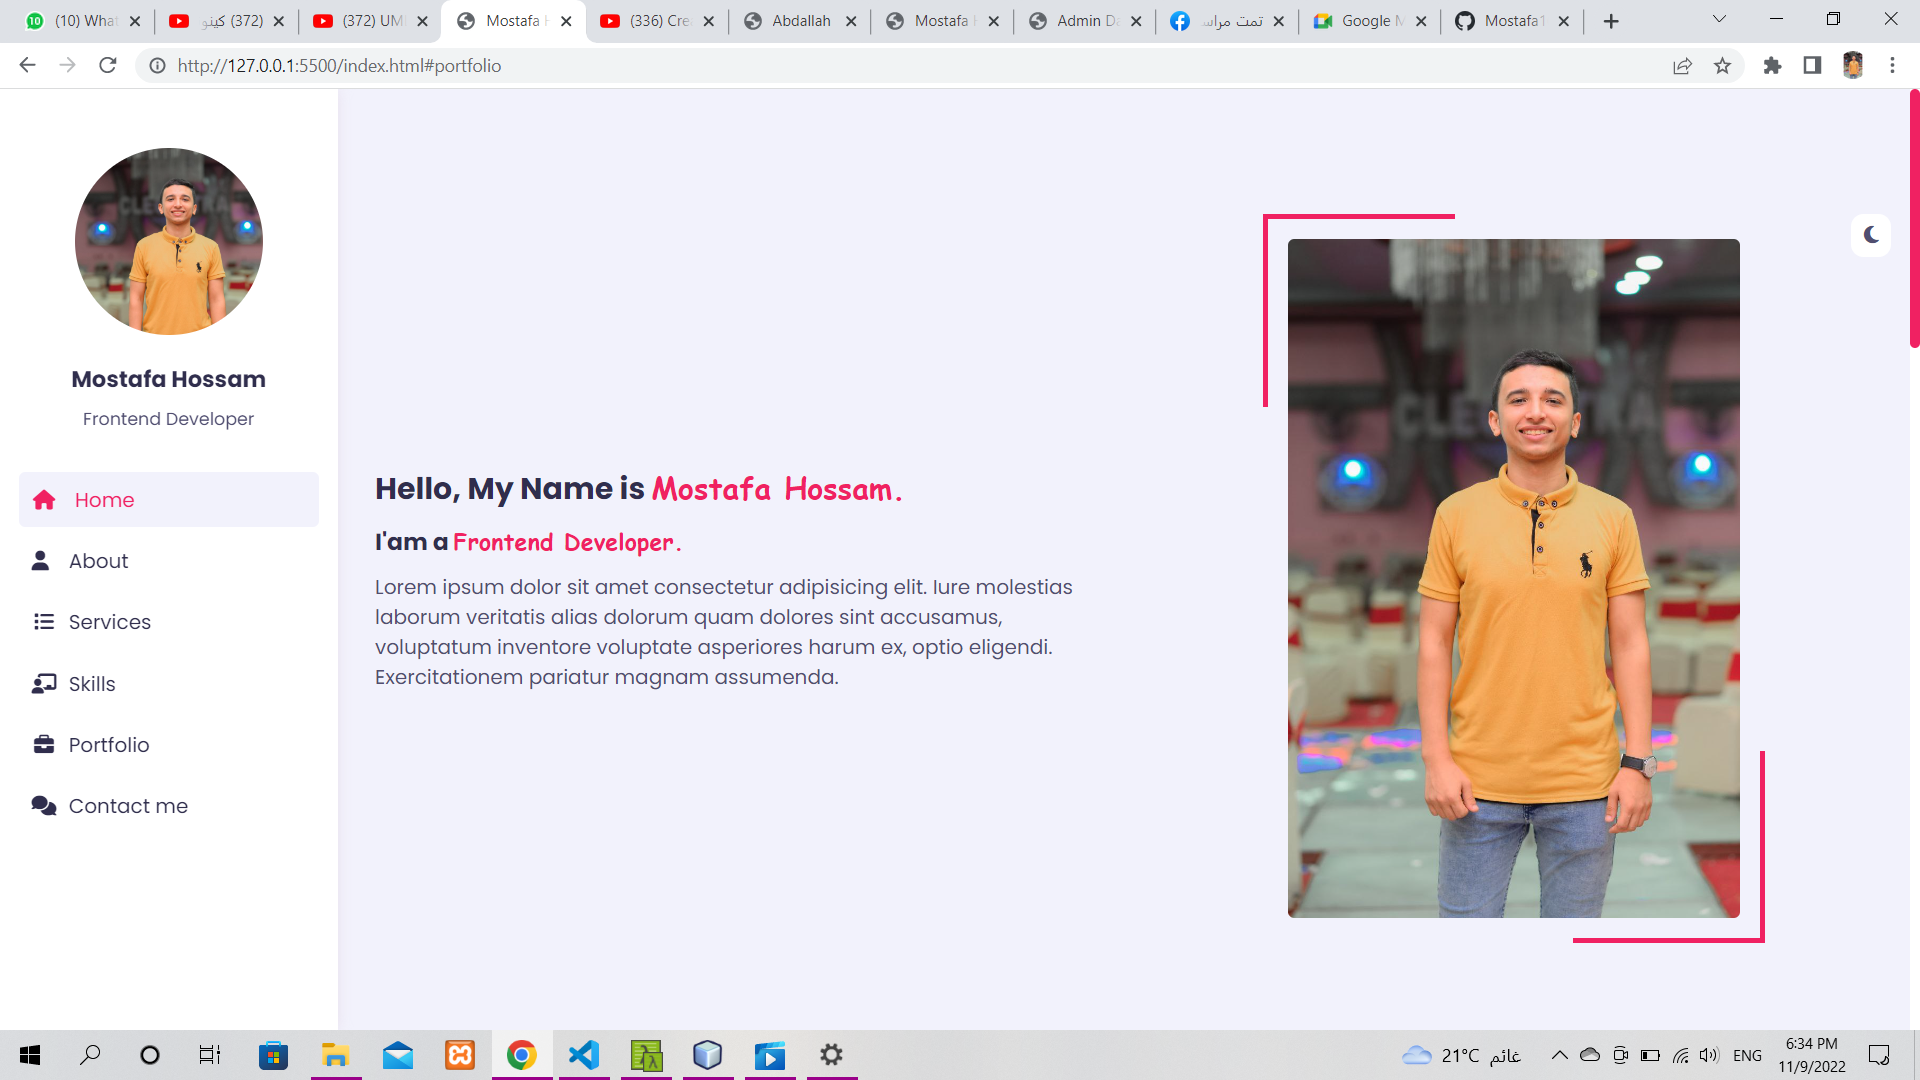 (10) What
(372) كينو
(372) UMl
Mostafa H
(336) Cre
Abdallah
Mostafa H
Admin Da
تمت مراسـ
Google M
Mostafa1
http://127.0.0.1:5500/index.html#portfolio
Mostafa Hossam
Frontend Developer
Home
About
Services
Skills
Portfolio
Contact me
Hello, My Name is Mostafa Hossam.
I'am a Frontend Developer.
Lorem ipsum dolor sit amet consectetur adipisicing elit. Iure molestias
laborum veritatis alias dolorum quam dolores sint accusamus,
voluptatum inventore voluptate asperiores harum ex, optio eligendi.
Exercitationem pariatur magnam assumenda.
21°C غائم
ENG
6:34 PM
11/9/2022